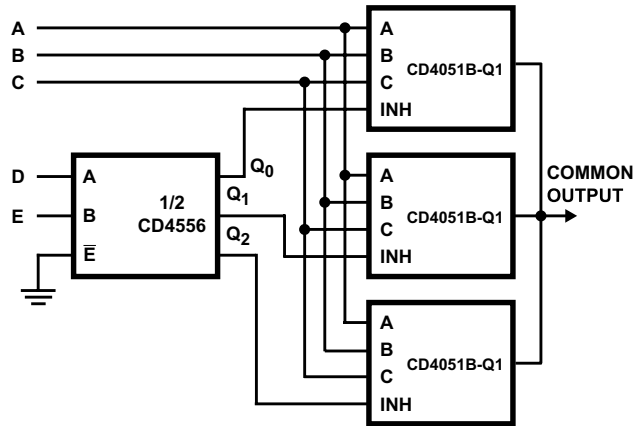 A
B
C
A
B
C
INH
CD4051B-Q1
D
E
A
B
E
1/2
CD4556
Q0
Q1
Q2
A
B
C
INH
CD4051B-Q1
COMMON
OUTPUT
A
B
C
INH
CD4051B-Q1